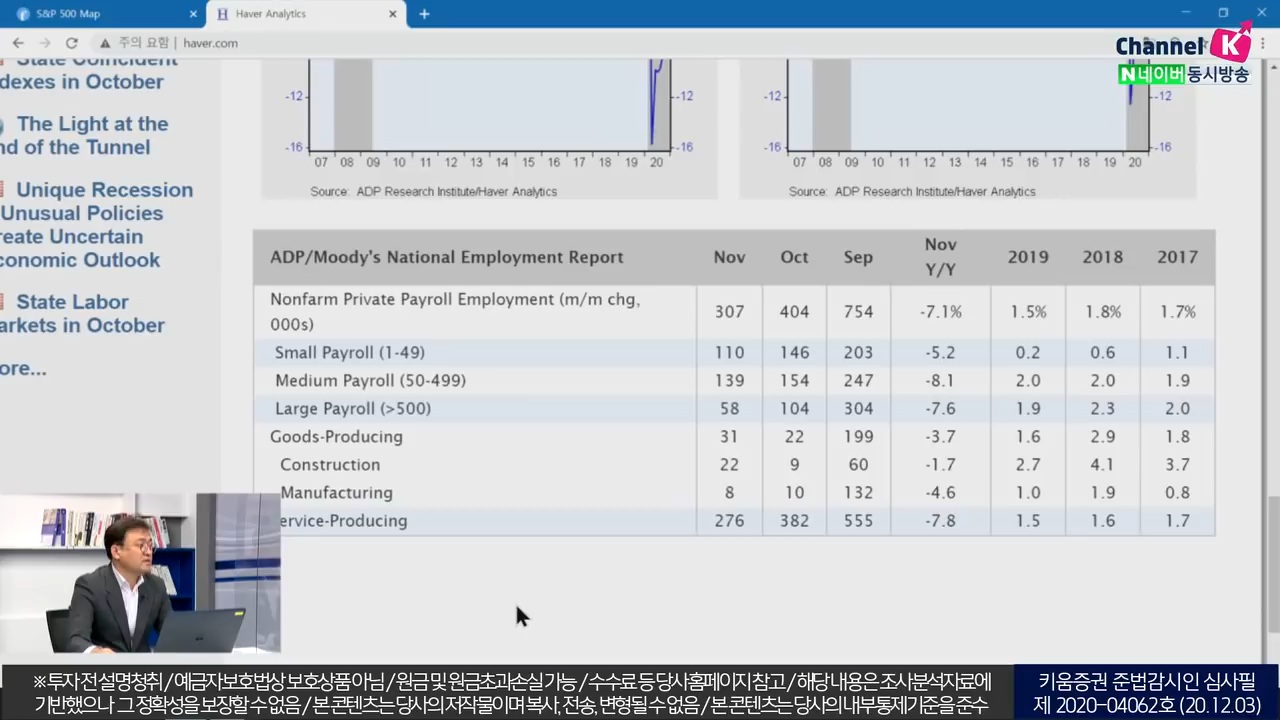 S&P 500 Map
Haver Analytics
주의 요함 | haver.com
Channel K
N 네이버 동시방송
State Coincident
dexes in October
The Light at the
nd of the Tunnel
Unique Recession
Unusual Policies
reate Uncertain
conomic Outlook
State Labor
arkets in October
ore...
-12 -12
-16 -16
07 08 09 10 11 12 13 14 15 16 17 18 19 20
Source: ADP Research Institute/Haver Analytics
-12 -12
-16 -16
07 08 09 10 11 12 13 14 15 16 17 18 19 20
Source: ADP Research Institute/Haver Analytics
ADP/Moody's National Employment Report Nov Oct Sep Nov Y/Y 2019 2018 2017
Nonfarm Private Payroll Employment (m/m chg,
000s) 307 404 754 -7.1% 1.5% 1.8% 1.7%
Small Payroll (1-49) 110 146 203 -5.2 0.2 0.6 1.1
Medium Payroll (50-499) 139 154 247 -8.1 2.0 2.0 1.9
Large Payroll (>500) 58 104 304 -7.6 1.9 2.3 2.0
Goods-Producing 31 22 199 -3.7 1.6 2.9 1.8
Construction 22 9 60 -1.7 2.7 4.1 3.7
Manufacturing 8 10 132 -4.6 1.0 1.9 0.8
ervice-Producing 276 382 555 -7.8 1.5 1.6 1.7
※ 투자 전 설명청취 / 예금자보호법상 보호상품 아님 / 원금 및 원금초과손실 가능 / 수수료 등 당사홈페이지 참고 / 해당 내용은 조사분석자료에
기반했으나 그 정확성을 보장할 수 없음 / 본 콘텐츠는 당사의 저작물이며 복사, 전송, 변형될 수 없음 / 본 콘텐츠는 당사의 내부통제기준을 준수
키움증권 준법감시인 심사필
제 2020-04062호 (20.12.03)